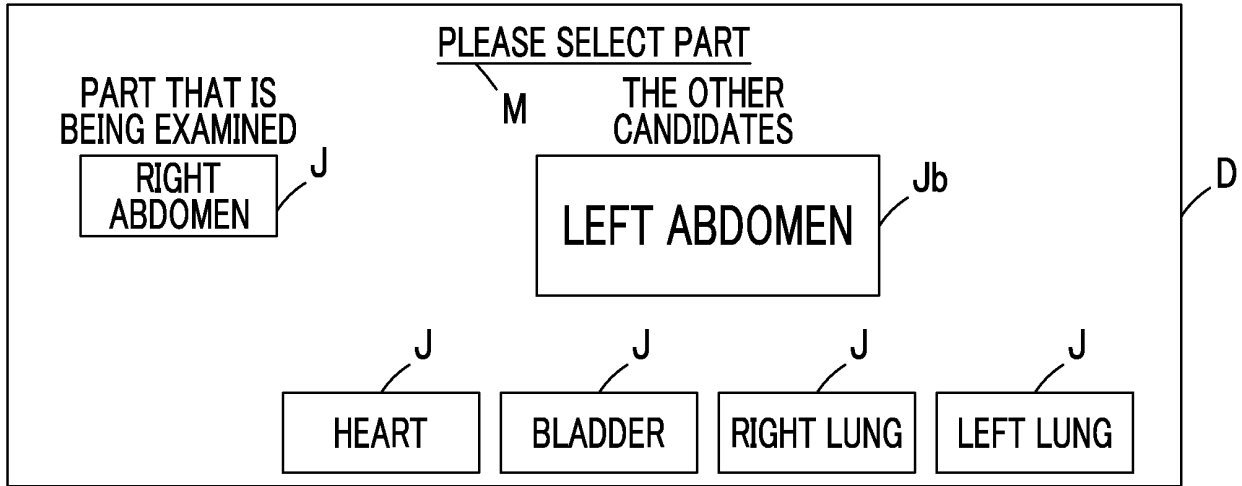 PLEASE SELECT PART
M
PART THAT IS
BEING EXAMINED
THE OTHER
CANDIDATES
RIGHT
ABDOMEN
J
LEFT ABDOMEN
Jb
D
J
J
J
J
HEART
BLADDER
RIGHT LUNG
LEFT LUNG